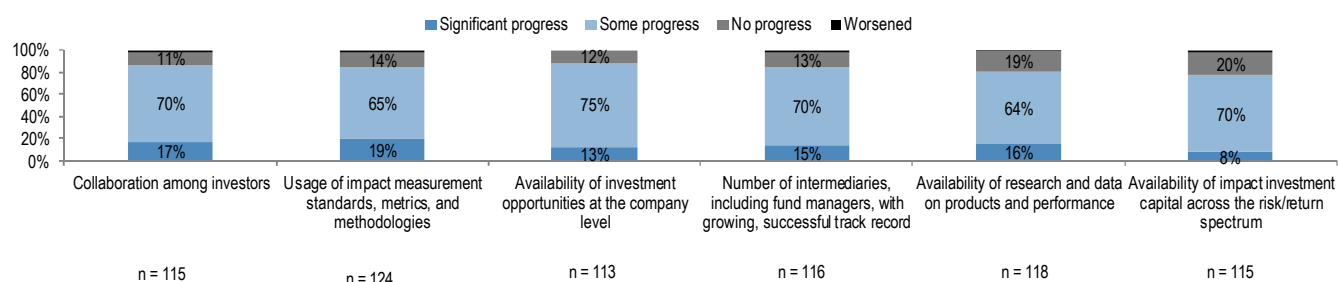 Significant progress Some progress No progress Worsened
100%
80%
60%
40%
20%
0%
11% 14% 12% 13% 19% 20%
70% 65% 75% 70% 64% 70%
17% 19% 13% 15% 16% 8%
Collaboration among investors
Usage of impact measurement
standards, metrics, and
methodologies
Availability of investment
opportunities at the company
level
Number of intermediaries,
including fund managers, with
growing, successful track record
Availability of research and data
on products and performance
Availability of impact investment
capital across the risk/return
spectrum
n = 115 n = 124 n = 113 n = 116 n = 118 n = 115